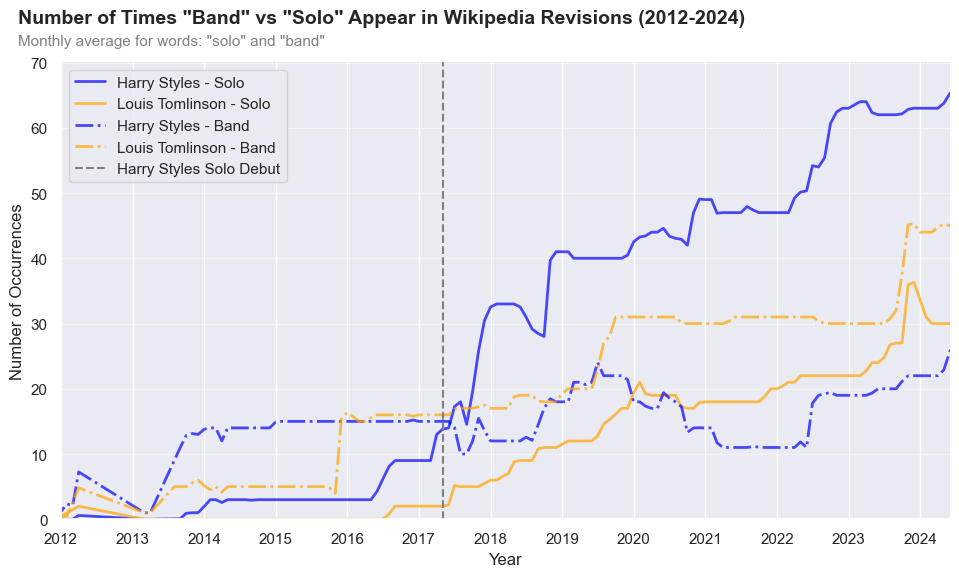 Number of Times "Band" vs "Solo" Appear in Wikipedia Revisions (2012-2024)
Monthly average for words: "solo" and "band"
Harry Styles - Solo
Louis Tomlinson - Solo
Harry Styles - Band
Louis Tomlinson - Band
Harry Styles Solo Debut
Number of Occurrences
70
60
50
40
30
20
10
0
2012 2013 2014 2015 2016 2017 2018 2019 2020 2021 2022 2023 2024
Year